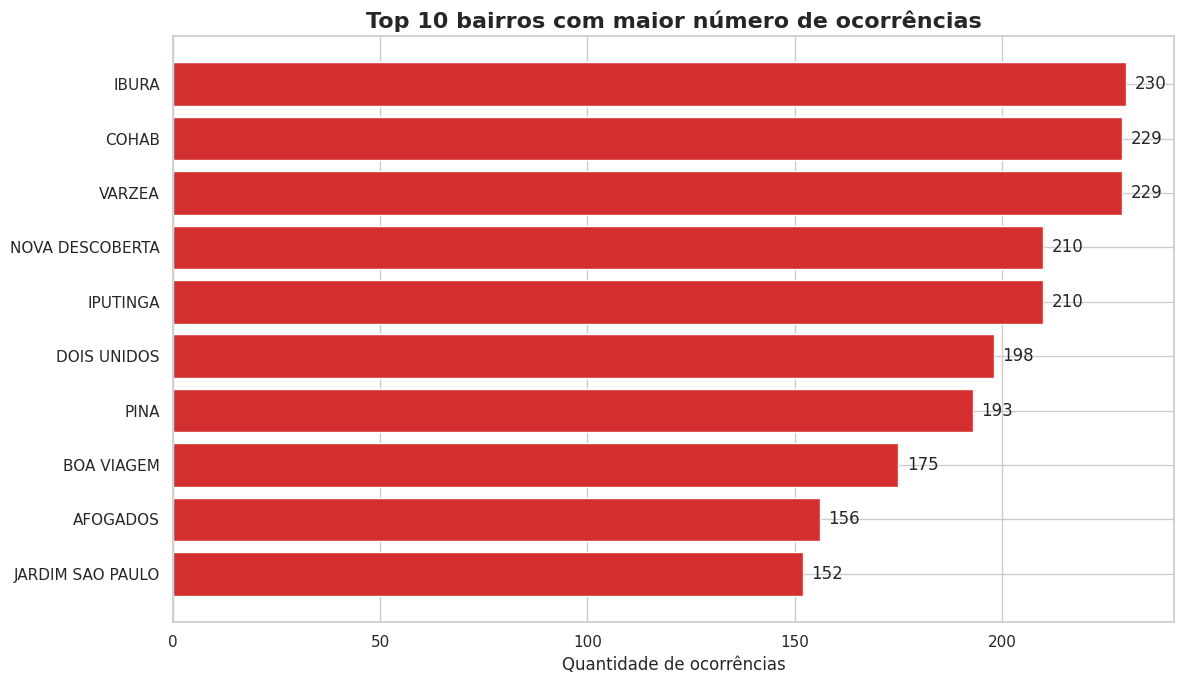 Top 10 bairros com maior número de ocorrências
IBURA 230
COHAB 229
VARZEA 229
NOVA DESCOBERTA 210
IPUTINGA 210
DOIS UNIDOS 198
PINA 193
BOA VIAGEM 175
AFOGADOS 156
JARDIM SAO PAULO 152
0 50 100 150 200
Quantidade de ocorrências